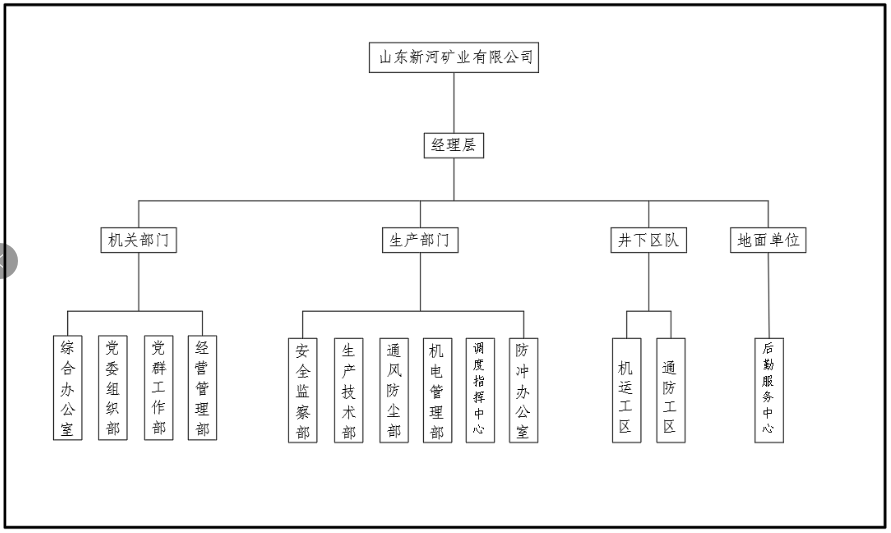 山东新河矿业有限公司
经理层
机关部门
生产部门
井下区队
地面单位
综合办公室
党委组织部
党群工作部
经营管理部
安全监察部
生产技术部
通风防尘部
机电管理部
调度指挥中心
防冲办公室
机运工区
通防工区
后勤服务中心